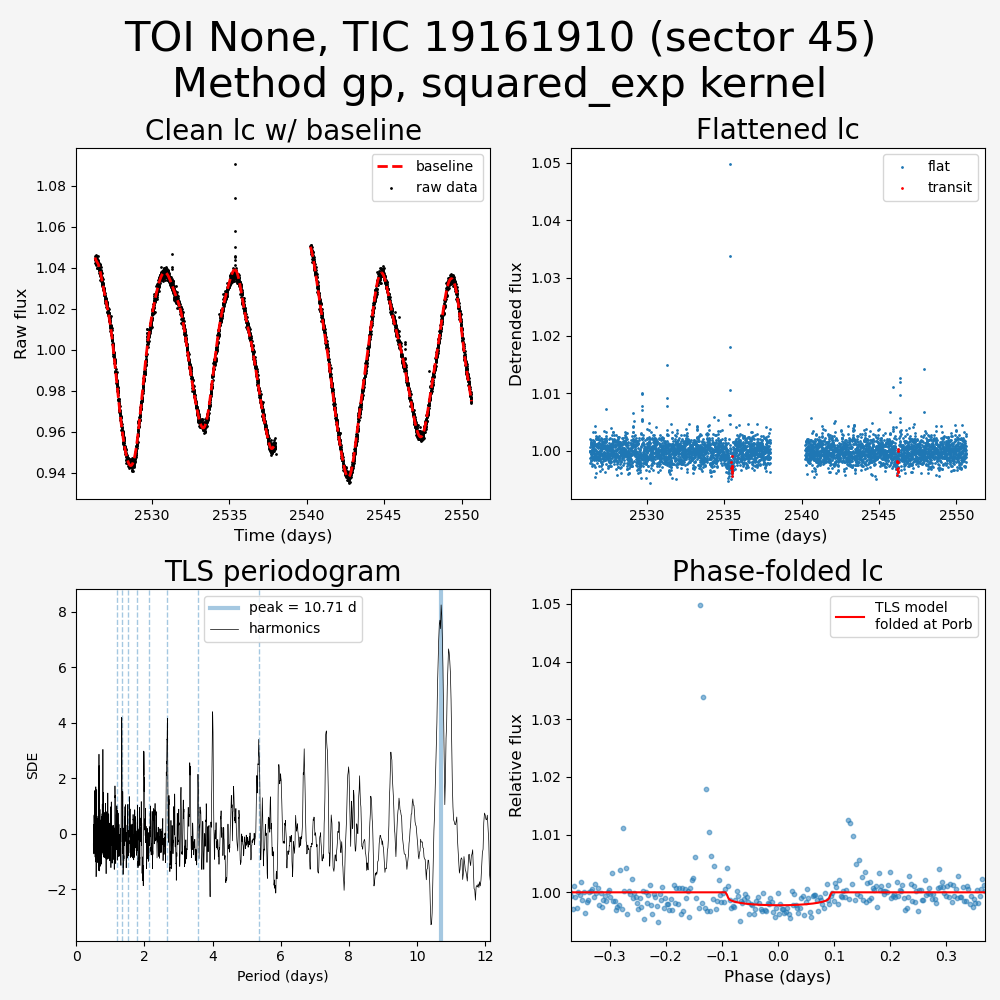 TOI None, TIC 19161910 (sector 45)
Method gp, squared_exp kernel
Clean lc w/ baseline
baseline
raw data
Raw flux
1.08
1.06
1.04
1.02
1.00
0.98
0.96
0.94
2530
2535
2540
2545
2550
Time (days)
Flattened lc
flat
transit
Detrended flux
1.05
1.04
1.03
1.02
1.01
1.00
2530
2535
2540
2545
2550
Time (days)
TLS periodogram
peak = 10.71 d
harmonics
SDE
8
6
4
2
0
−2
0
2
4
6
8
10
12
Period (days)
Phase-folded lc
TLS model
folded at Porb
Relative flux
1.05
1.04
1.03
1.02
1.01
1.00
−0.3
−0.2
−0.1
0.0
0.1
0.2
0.3
Phase (days)